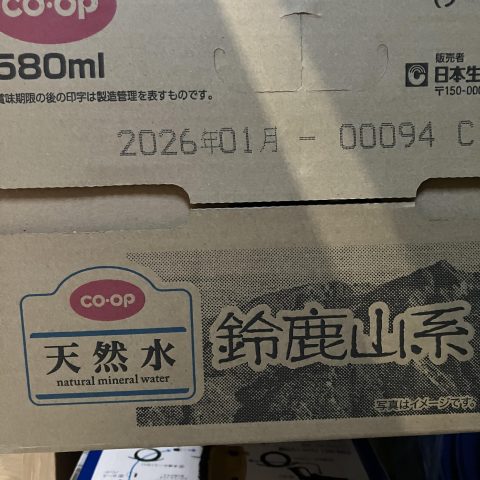 co·op
580ml
賞味期限の後の印字は製造管理を表すものです。
販売者
日本生
〒150-000
2026年01月 - 00094 C
co·op
天然水
natural mineral water
鈴鹿山系
写真はイメージです。